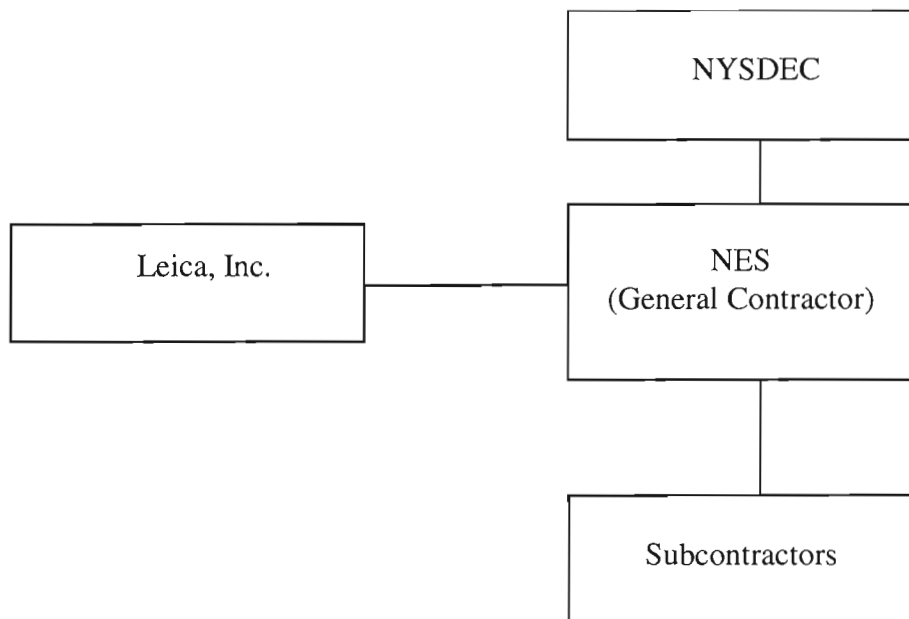 NYSDEC
Leica, Inc.
NES
(General Contractor)
Subcontractors